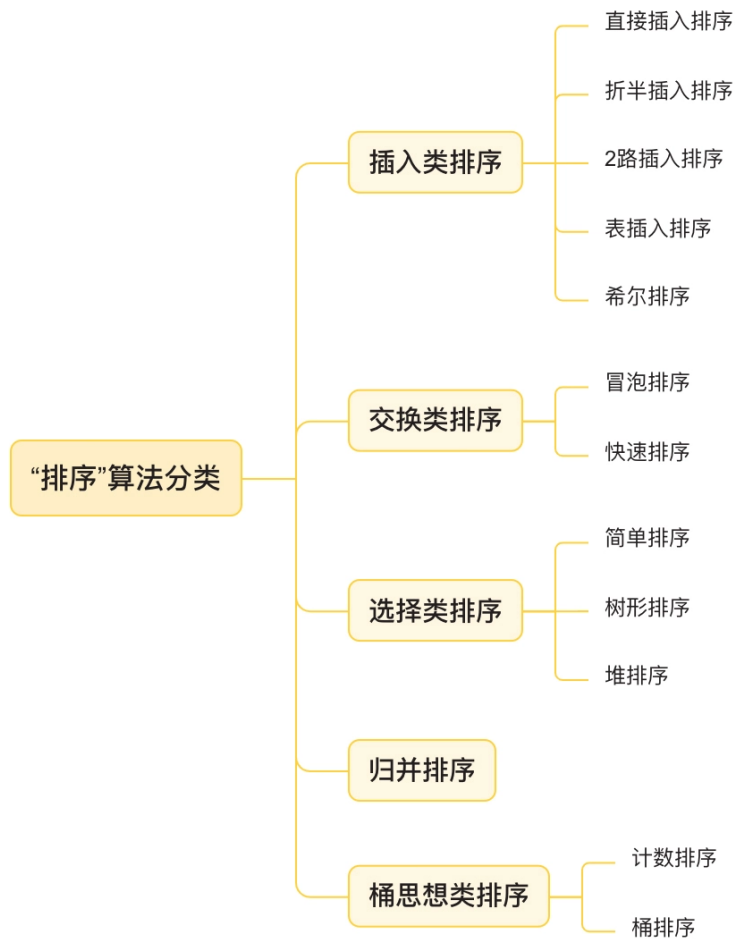 “排序”算法分类
插入类排序
直接插入排序
折半插入排序
2路插入排序
表插入排序
希尔排序
交换类排序
冒泡排序
快速排序
选择类排序
简单排序
树形排序
堆排序
归并排序
桶思想类排序
计数排序
桶排序